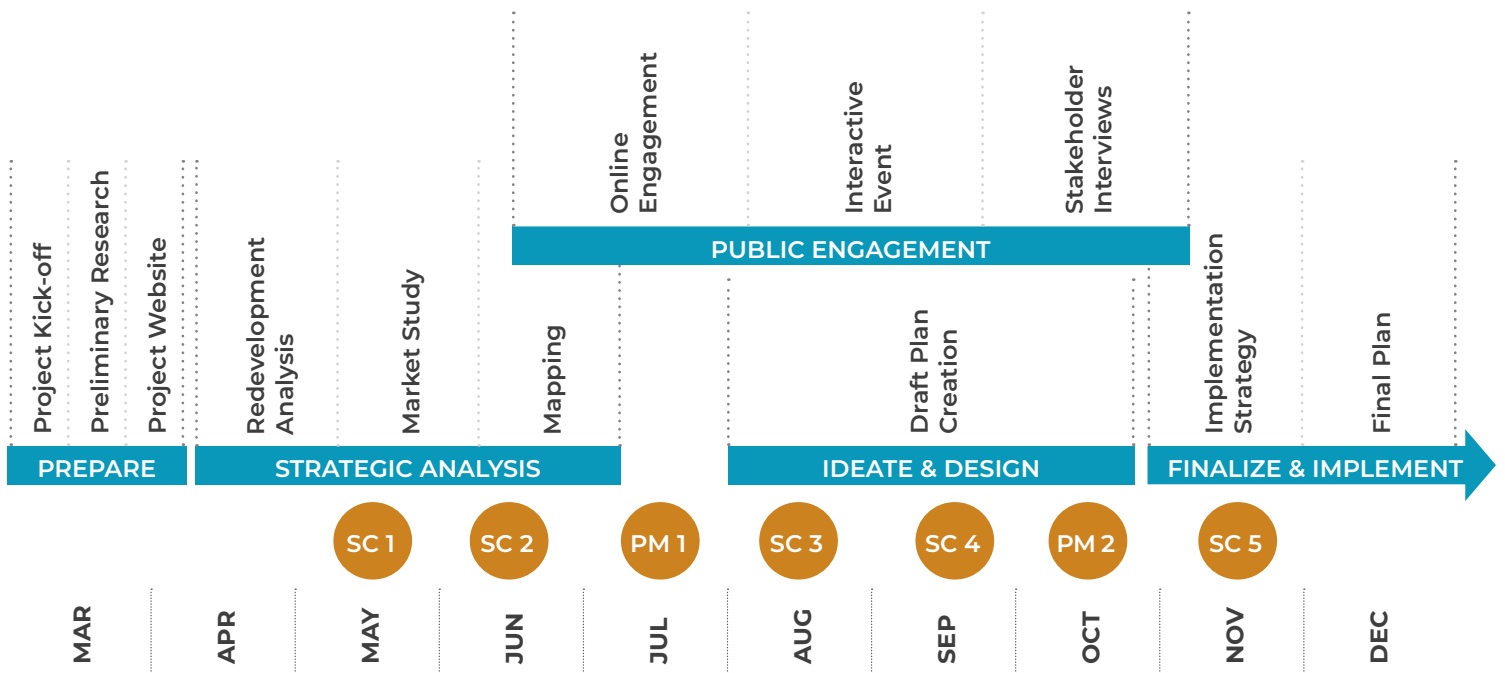 Online
Engagement
Interactive
Event
Stakeholder
Interviews
PUBLIC ENGAGEMENT
Project Kick-off
Preliminary Research
Project Website
Redevelopment
Analysis
Market Study
Mapping
Draft Plan
Creation
Implementation
Strategy
Final Plan
PREPARE
STRATEGIC ANALYSIS
IDEATE & DESIGN
FINALIZE & IMPLEMENT
SC 1
SC 2
PM 1
SC 3
SC 4
PM 2
SC 5
MAR
APR
MAY
JUN
JUL
AUG
SEP
OCT
NOV
DEC